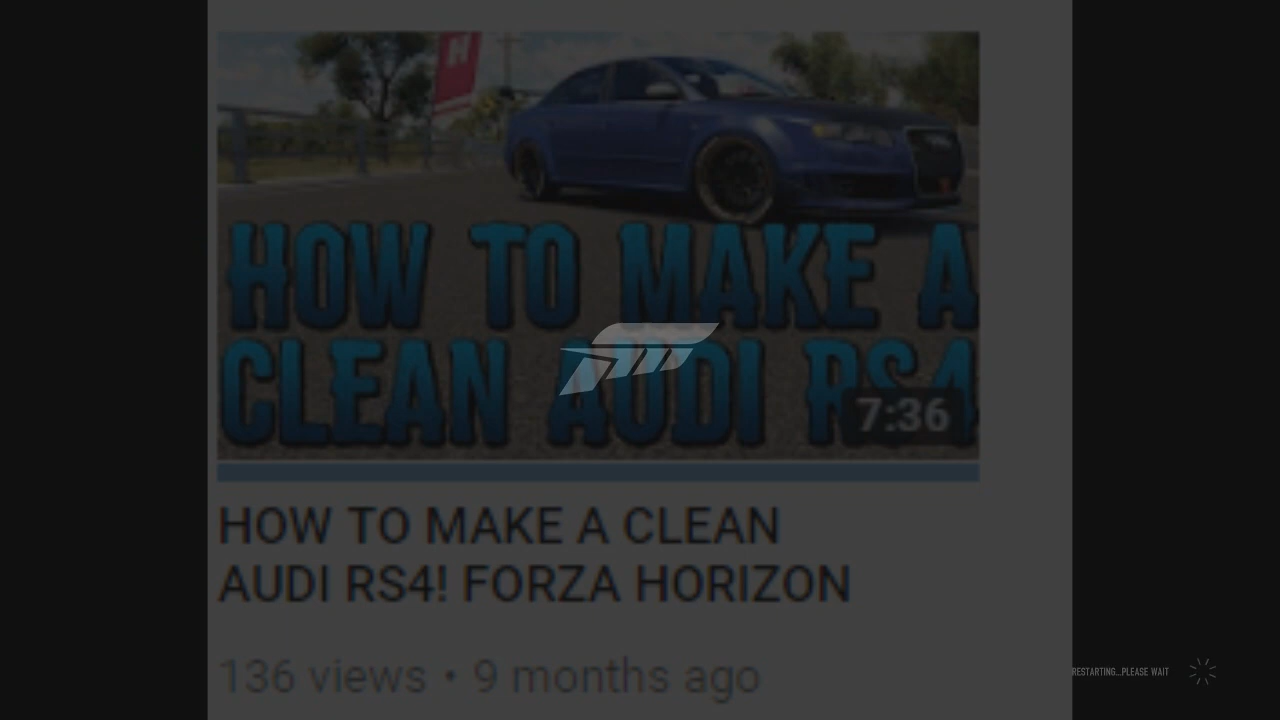 H
HOW TO MAKE A
CLEAN AUDI RS4
7:36
HOW TO MAKE A CLEAN
AUDI RS4! FORZA HORIZON
136 views • 9 months ago
RESTARTING...PLEASE WAIT